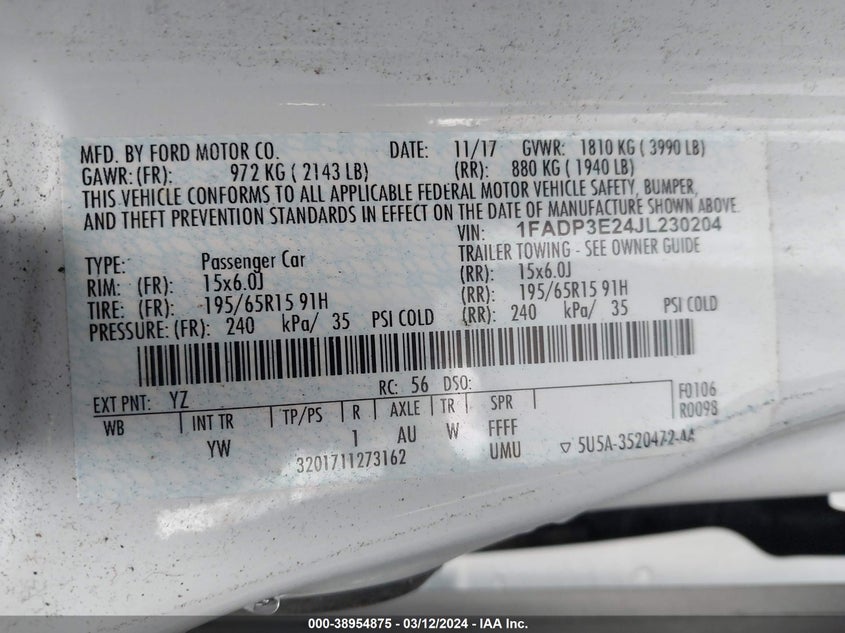 MFD. BY FORD MOTOR CO. DATE: 11/17 GVWR: 1810 KG ( 3990 LB)
GAWR: (FR): 972 KG ( 2143 LB) (RR): 880 KG ( 1940 LB)
THIS VEHICLE CONFORMS TO ALL APPLICABLE FEDERAL MOTOR VEHICLE SAFETY, BUMPER,
AND THEFT PREVENTION STANDARDS IN EFFECT ON THE DATE OF MANUFACTURE SHOWN ABOVE.
VIN: 1FADP3E24JL230204
TYPE: Passenger Car TRAILER TOWING - SEE OWNER GUIDE
RIM: (FR): 15x6.0J (RR): 15x6.0J
TIRE: (FR): 195/65R15 91H (RR): 195/65R15 91H
PRESSURE: (FR): 240 kPa/ 35 PSI COLD (RR): 240 kPa/ 35 PSI COLD
EXT PNT: YZ RC: 56 DSO: F0106
WB INT TR TP/PS R AXLE TR SPR R0098
YW 1 AU W FFFF
3201711273162 UMU ▽ 5U5A-3520472-AA
000-38954875 - 03/12/2024 - IAA Inc.